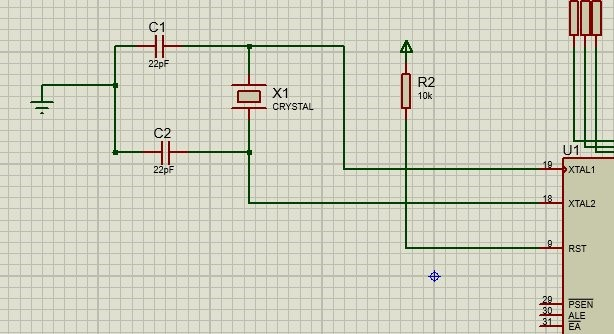 C1
22pF
X1
CRYSTAL
C2
22pF
R2
10k
U1
19 XTAL1
18 XTAL2
9 RST
29 PSEN
30 ALE
31 EA